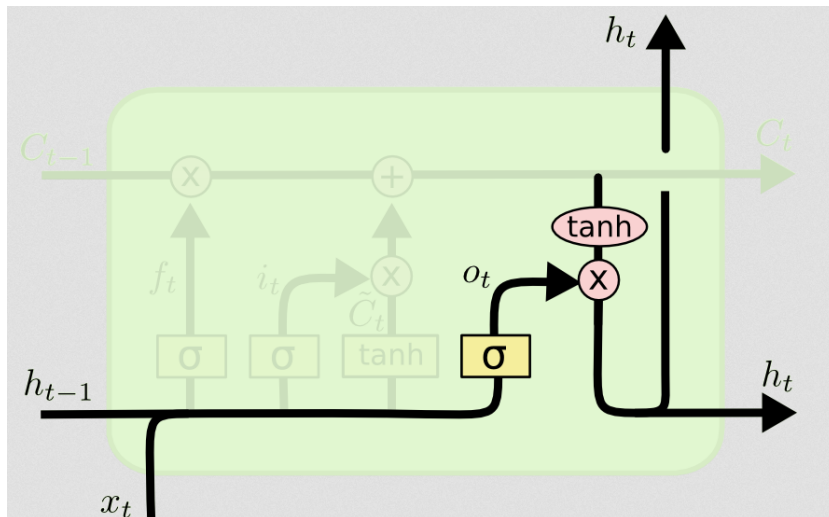 h_t
C_{t-1}
C_t
x
+
tanh
f_t
i_t
x
o_t
x
C̃_t
σ
σ
tanh
σ
h_{t-1}
h_t
x_t